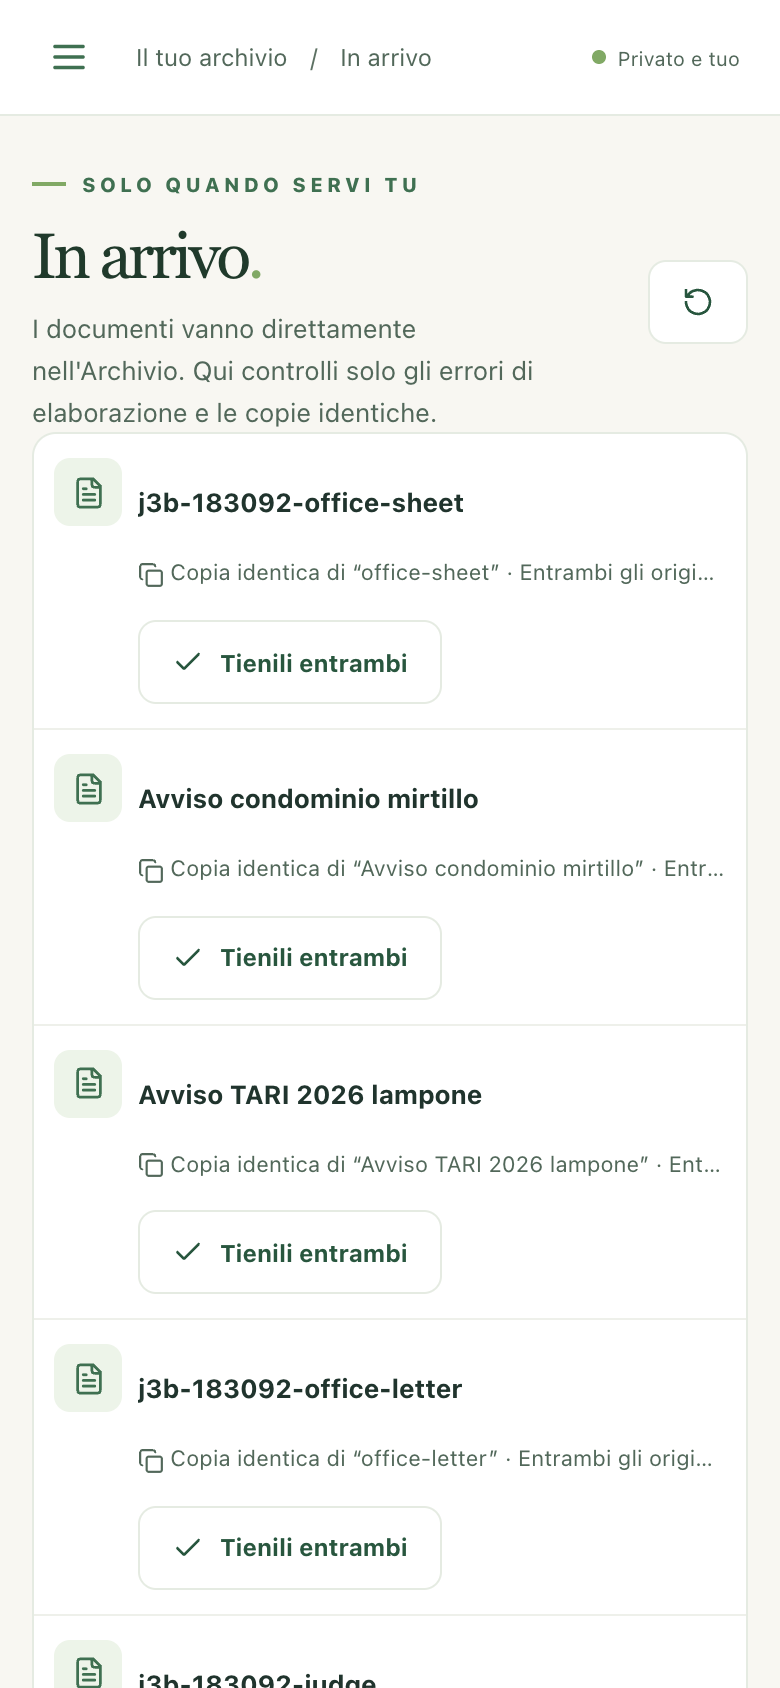 Il tuo archivio / In arrivo
Privato e tuo
SOLO QUANDO SERVI TU
In arrivo.
I documenti vanno direttamente
nell'Archivio. Qui controlli solo gli errori di
elaborazione e le copie identiche.
j3b-183092-office-sheet
Copia identica di “office-sheet” · Entrambi gli origi...
Tienili entrambi
Avviso condominio mirtillo
Copia identica di “Avviso condominio mirtillo” · Entr...
Tienili entrambi
Avviso TARI 2026 lampone
Copia identica di “Avviso TARI 2026 lampone” · Ent...
Tienili entrambi
j3b-183092-office-letter
Copia identica di “office-letter” · Entrambi gli origi...
Tienili entrambi
j3b-183092-judge